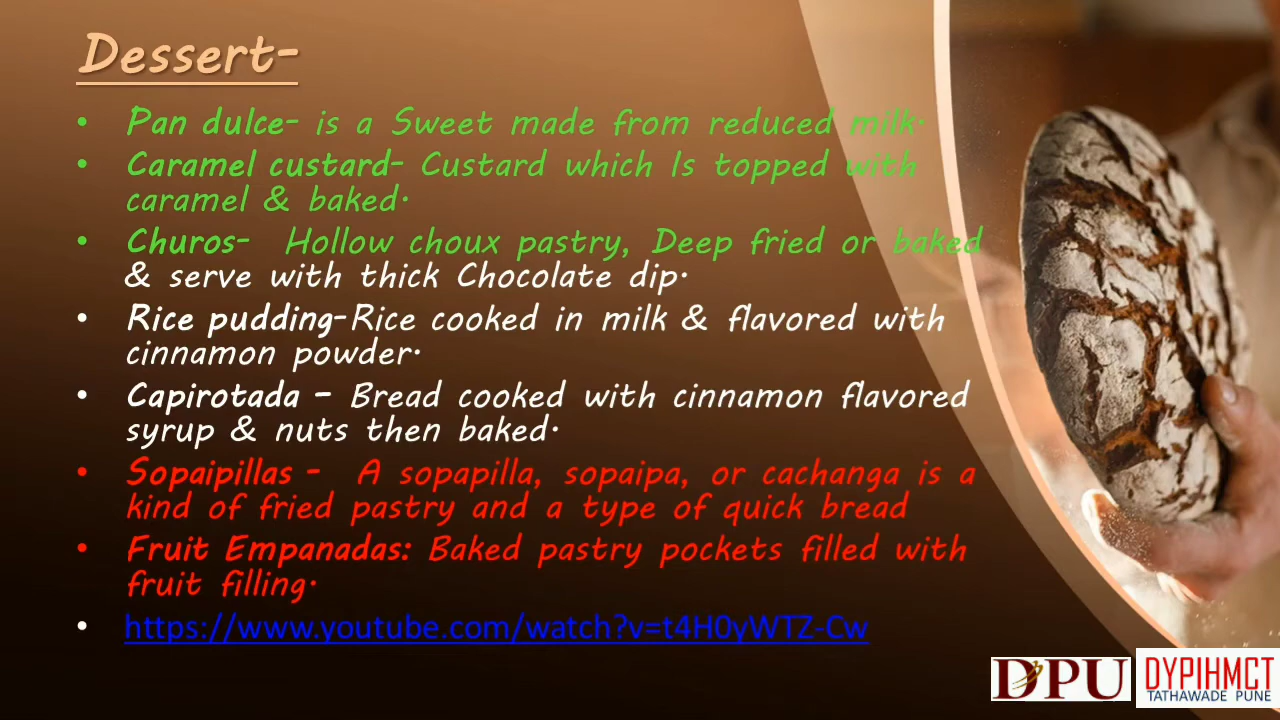 Dessert-
• Pan dulce- is a Sweet made from reduced milk.
• Caramel custard- Custard which Is topped with
caramel & baked.
• Churos- Hollow choux pastry, Deep fried or baked
& serve with thick Chocolate dip.
• Rice pudding-Rice cooked in milk & flavored with
cinnamon powder.
• Capirotada – Bread cooked with cinnamon flavored
syrup & nuts then baked.
• Sopaipillas - A sopapilla, sopaipa, or cachanga is a
kind of fried pastry and a type of quick bread
• Fruit Empanadas: Baked pastry pockets filled with
fruit filling.
• https://www.youtube.com/watch?v=t4H0yWTZ-Cw
DPU
DYPIHMCT
TATHAWADE PUNE